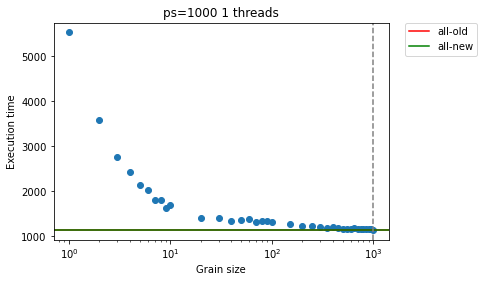 ps=1000 1 threads
all-old
all-new
Execution time
5000
4000
3000
2000
1000
10⁰
10¹
10²
10³
Grain size